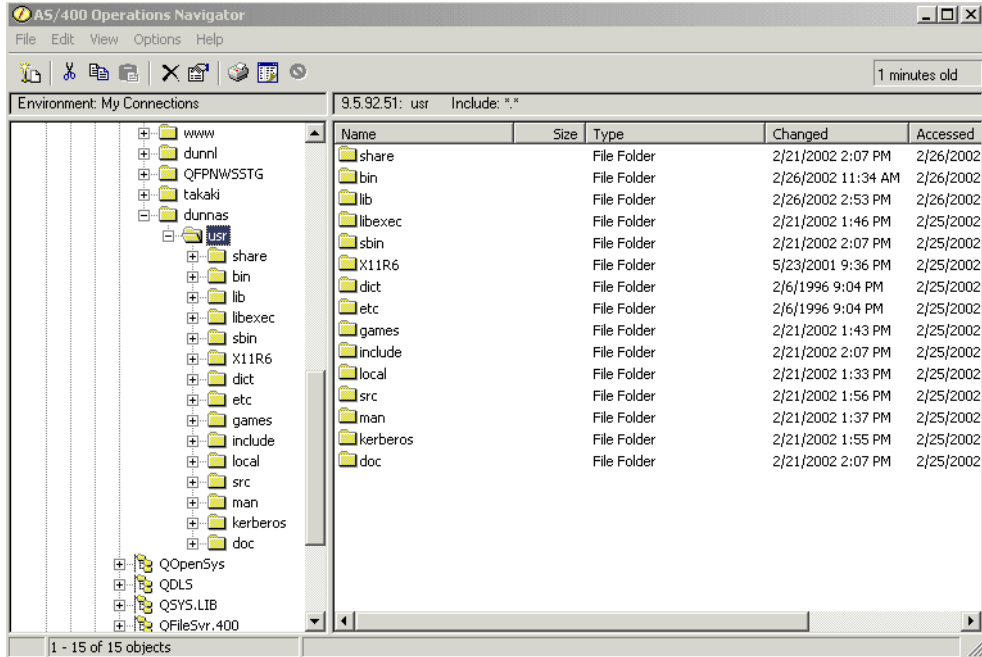 AS/400 Operations Navigator
File Edit View Options Help
1 minutes old
Environment: My Connections
9.5.92.51: usr Include: *.*
www
dunnl
QFPNWSSTG
takaki
dunnas
usr
share
bin
lib
libexec
sbin
X11R6
dict
etc
games
include
local
src
man
kerberos
doc
QOpenSys
QDLS
QSYS.LIB
QFileSvr.400
Name Size Type Changed Accessed
share File Folder 2/21/2002 2:07 PM 2/26/2002
bin File Folder 2/26/2002 11:34 AM 2/26/2002
lib File Folder 2/26/2002 2:53 PM 2/26/2002
libexec File Folder 2/21/2002 1:46 PM 2/25/2002
sbin File Folder 2/21/2002 2:07 PM 2/25/2002
X11R6 File Folder 5/23/2001 9:36 PM 2/25/2002
dict File Folder 2/6/1996 9:04 PM 2/25/2002
etc File Folder 2/6/1996 9:04 PM 2/25/2002
games File Folder 2/21/2002 1:43 PM 2/25/2002
include File Folder 2/21/2002 2:07 PM 2/25/2002
local File Folder 2/21/2002 1:33 PM 2/25/2002
src File Folder 2/21/2002 1:56 PM 2/25/2002
man File Folder 2/21/2002 1:37 PM 2/25/2002
kerberos File Folder 2/21/2002 1:55 PM 2/25/2002
doc File Folder 2/21/2002 2:07 PM 2/25/2002
1 - 15 of 15 objects